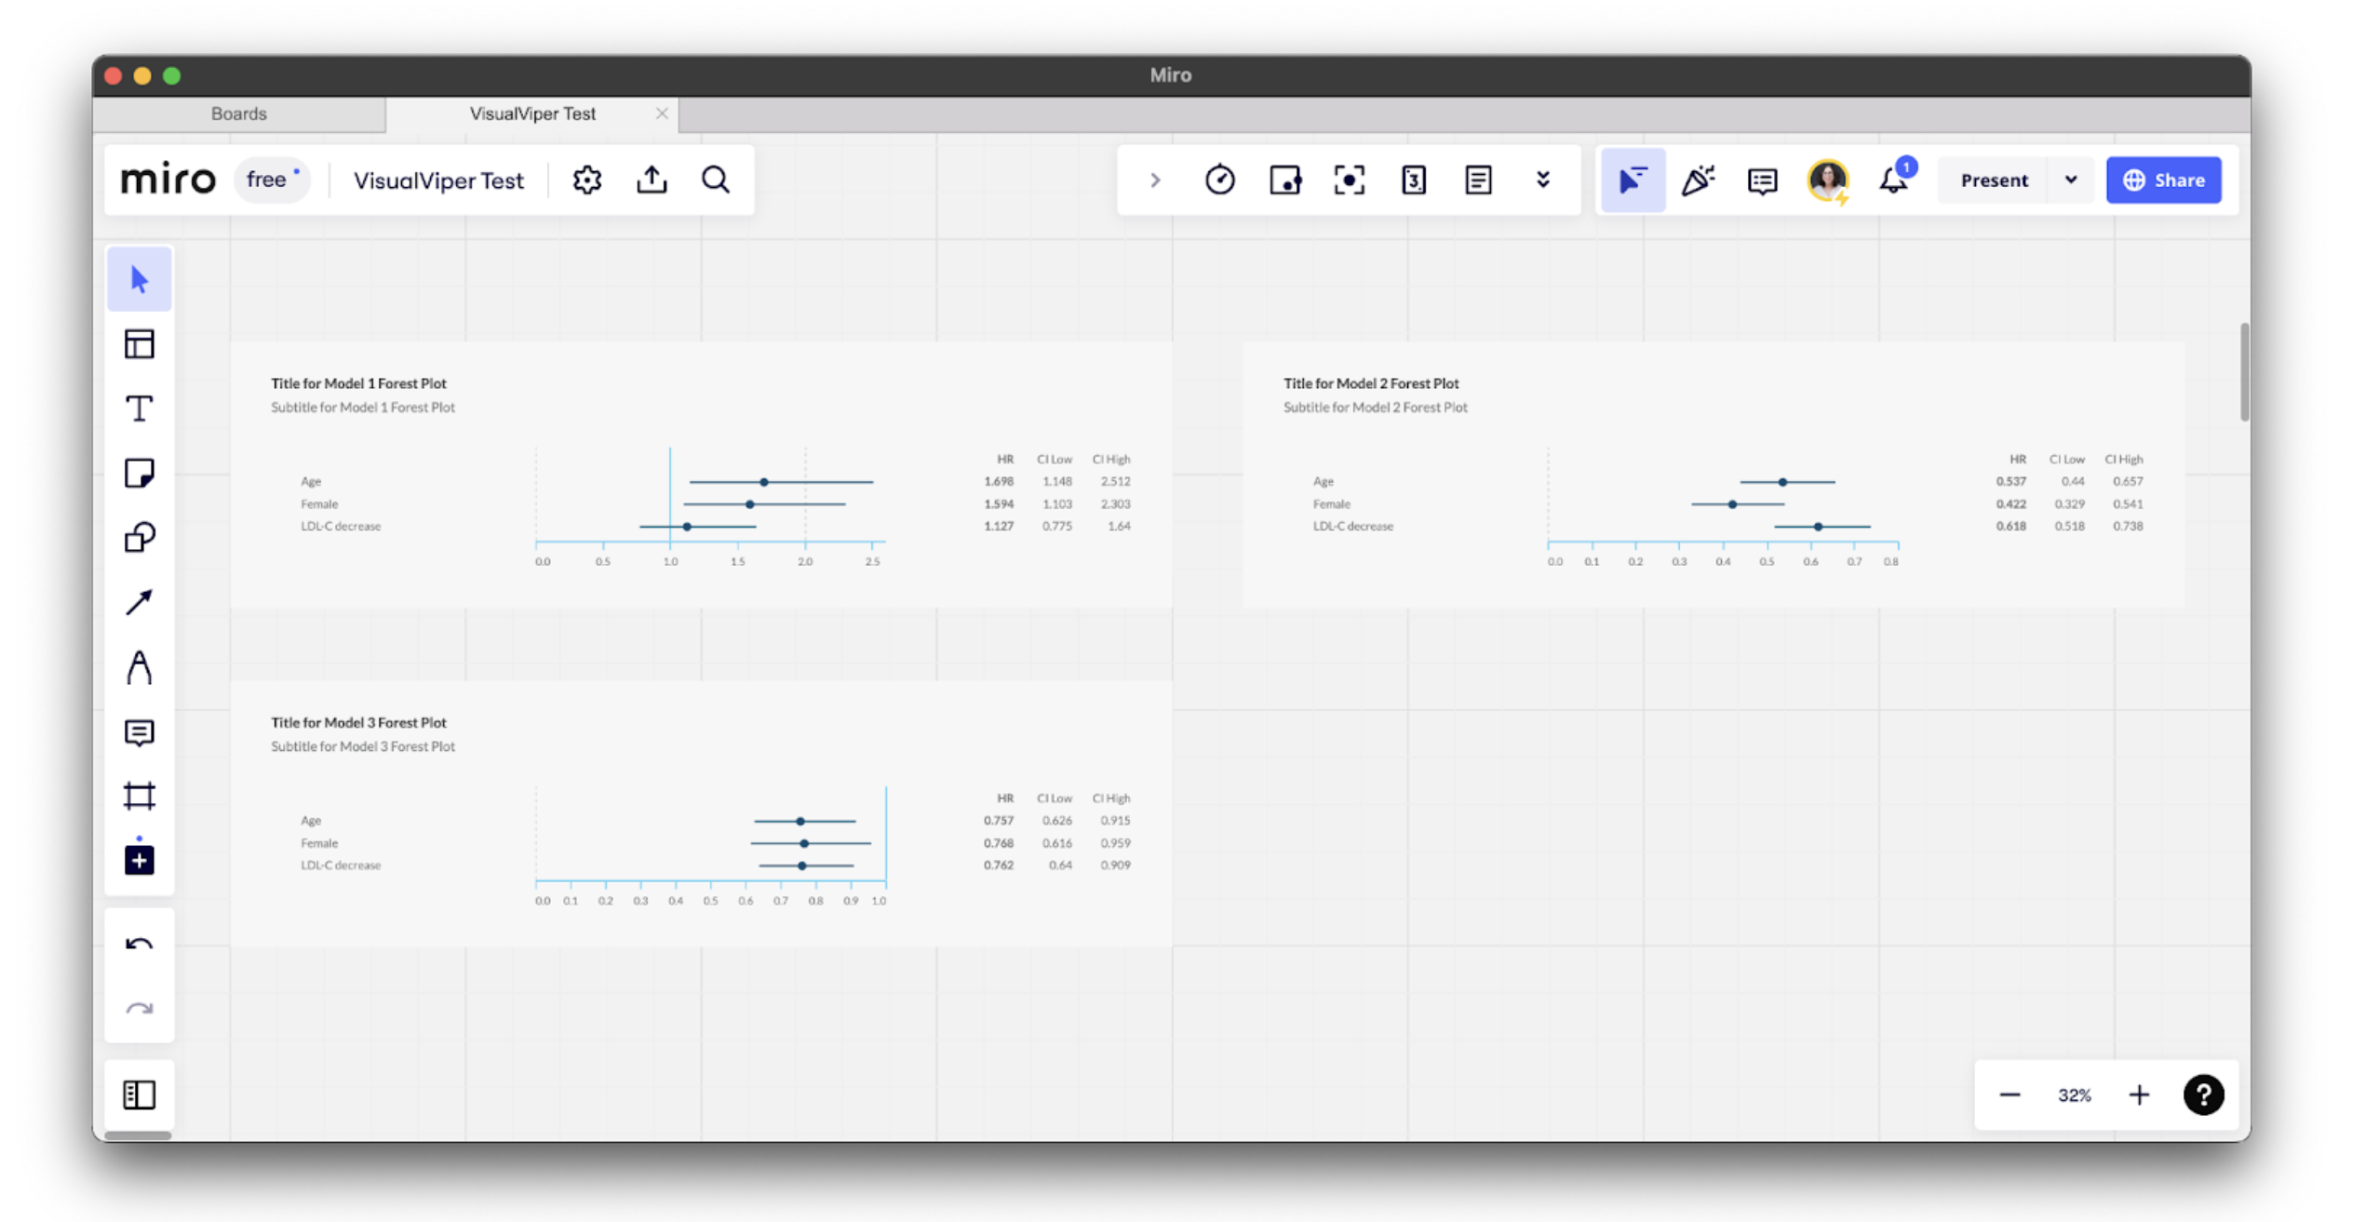 Miro
Boards
VisualViper Test
miro free VisualViper Test
3
1
Present
Share
Title for Model 1 Forest Plot
Subtitle for Model 1 Forest Plot
HR CI Low CI High
Age 1.698 1.148 2.512
Female 1.594 1.103 2.303
LDL-C decrease 1.127 0.775 1.64
0.0 0.5 1.0 1.5 2.0 2.5
Title for Model 2 Forest Plot
Subtitle for Model 2 Forest Plot
HR CI Low CI High
Age 0.537 0.44 0.657
Female 0.422 0.329 0.541
LDL-C decrease 0.618 0.518 0.738
0.0 0.1 0.2 0.3 0.4 0.5 0.6 0.7 0.8
Title for Model 3 Forest Plot
Subtitle for Model 3 Forest Plot
HR CI Low CI High
Age 0.757 0.626 0.915
Female 0.768 0.616 0.959
LDL-C decrease 0.762 0.64 0.909
0.0 0.1 0.2 0.3 0.4 0.5 0.6 0.7 0.8 0.9 1.0
32%
?